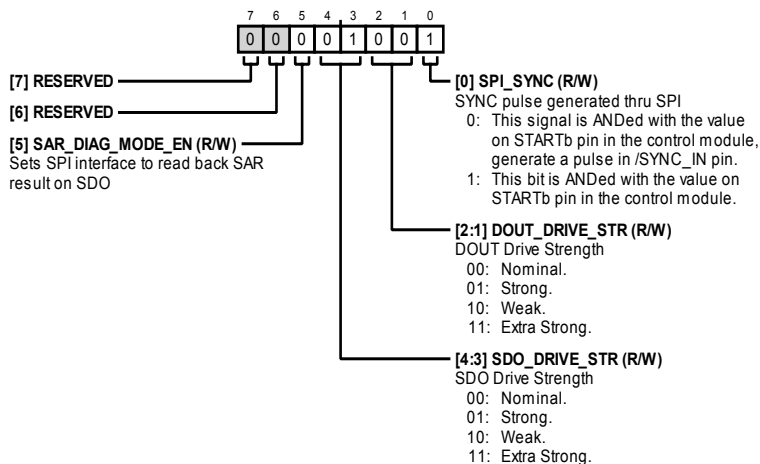 7 6 5 4 3 2 1 0
0 0 0 0 1 0 0 1
[7] RESERVED
[6] RESERVED
[5] SAR_DIAG_MODE_EN (R/W)
Sets SPI interface to read back SAR
result on SDO
[0] SPI_SYNC (R/W)
SYNC pulse generated thru SPI
0: This signal is ANDed with the value
on STARTb pin in the control module,
generate a pulse in /SYNC_IN pin.
1: This bit is ANDed with the value on
STARTb pin in the control module.
[2:1] DOUT_DRIVE_STR (R/W)
DOUT Drive Strength
00: Nominal.
01: Strong.
10: Weak.
11: Extra Strong.
[4:3] SDO_DRIVE_STR (R/W)
SDO Drive Strength
00: Nominal.
01: Strong.
10: Weak.
11: Extra Strong.